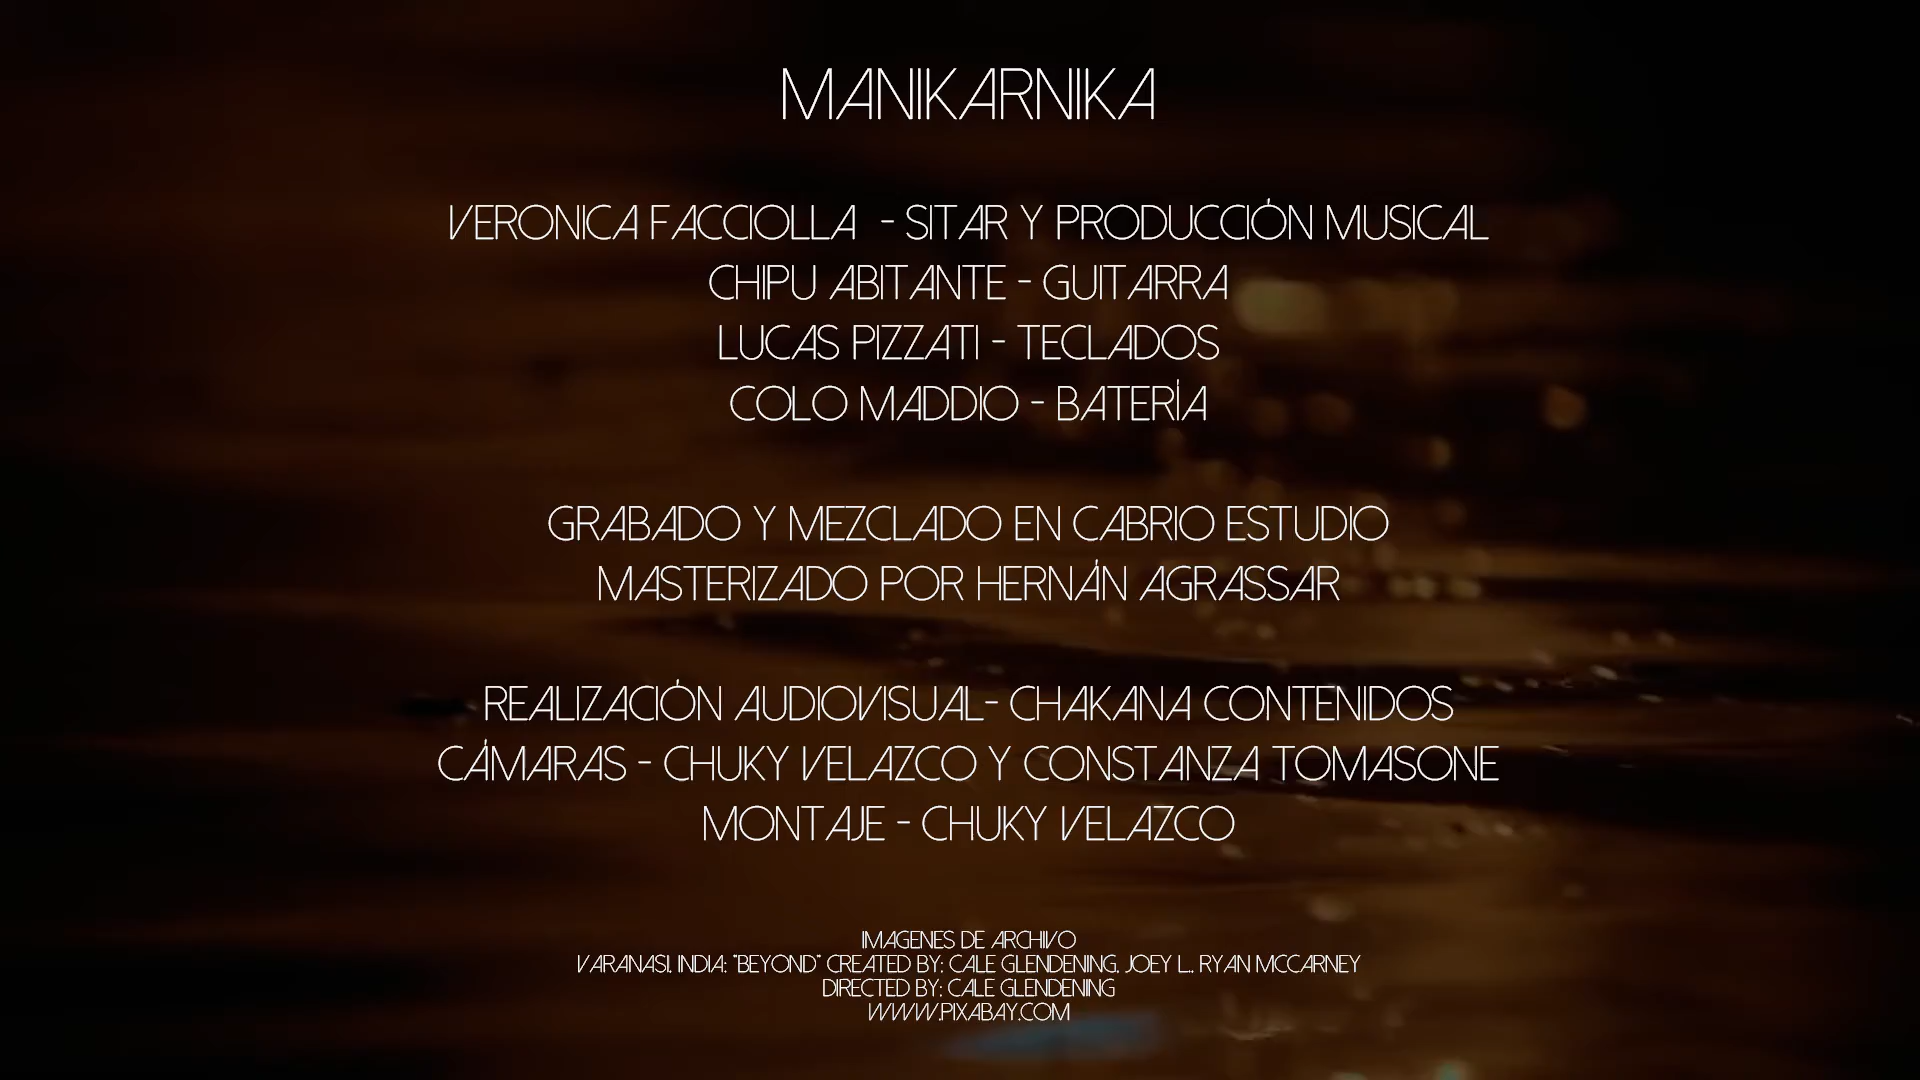 MANIKARNIKA
VERONICA FACCIOLLA - SITAR Y PRODUCCIÓN MUSICAL
CHIPU ABITANTE - GUITARRA
LUCAS PIZZATI - TECLADOS
COLO MADDIO - BATERÍA
GRABADO Y MEZCLADO EN CABRIO ESTUDIO
MASTERIZADO POR HERNÁN AGRASSAR
REALIZACIÓN AUDIOVISUAL- CHAKANA CONTENIDOS
CÁMARAS - CHUKY VELAZCO Y CONSTANZA TOMASONE
MONTAJE - CHUKY VELAZCO
IMAGENES DE ARCHIVO
VARANASI, INDIA: "BEYOND" CREATED BY: CALE GLENDENING, JOEY L., RYAN MCCARNEY
DIRECTED BY: CALE GLENDENING
WWW.PIXABAY.COM